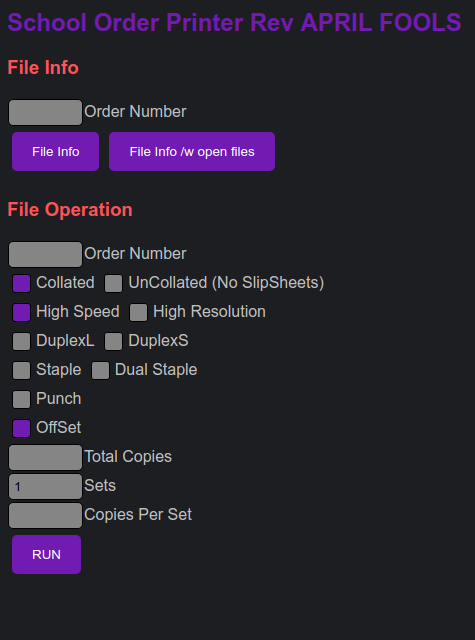 School Order Printer Rev APRIL FOOLS
File Info
Order Number
File Info File Info /w open files
File Operation
Order Number
Collated UnCollated (No SlipSheets)
High Speed High Resolution
DuplexL DuplexS
Staple Dual Staple
Punch
OffSet
Total Copies
1 Sets
Copies Per Set
RUN